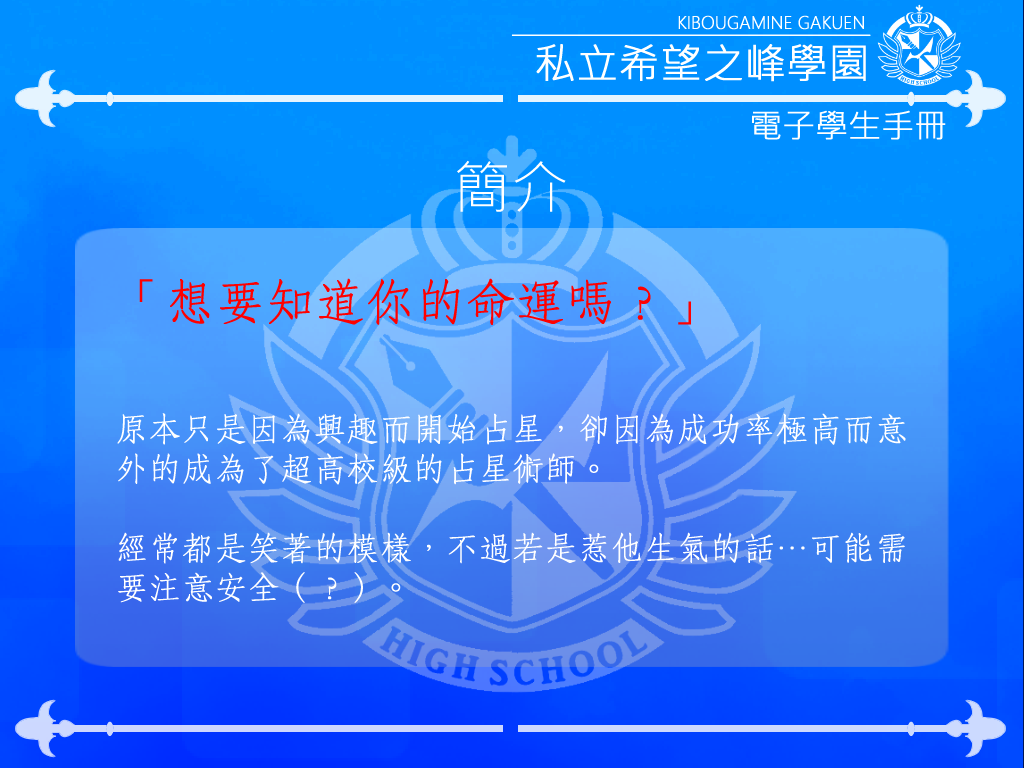 KIBOUGAMINE GAKUEN
私立希望之峰學園
HIGH SCHOOL
電子學生手冊
簡介
「想要知道你的命運嗎？」
原本只是因為興趣而開始占星，卻因為成功率極高而意
外的成為了超高校級的占星術師。
經常都是笑著的模樣，不過若是惹他生氣的話…可能需
要注意安全（？）。
HIGH SCHOOL